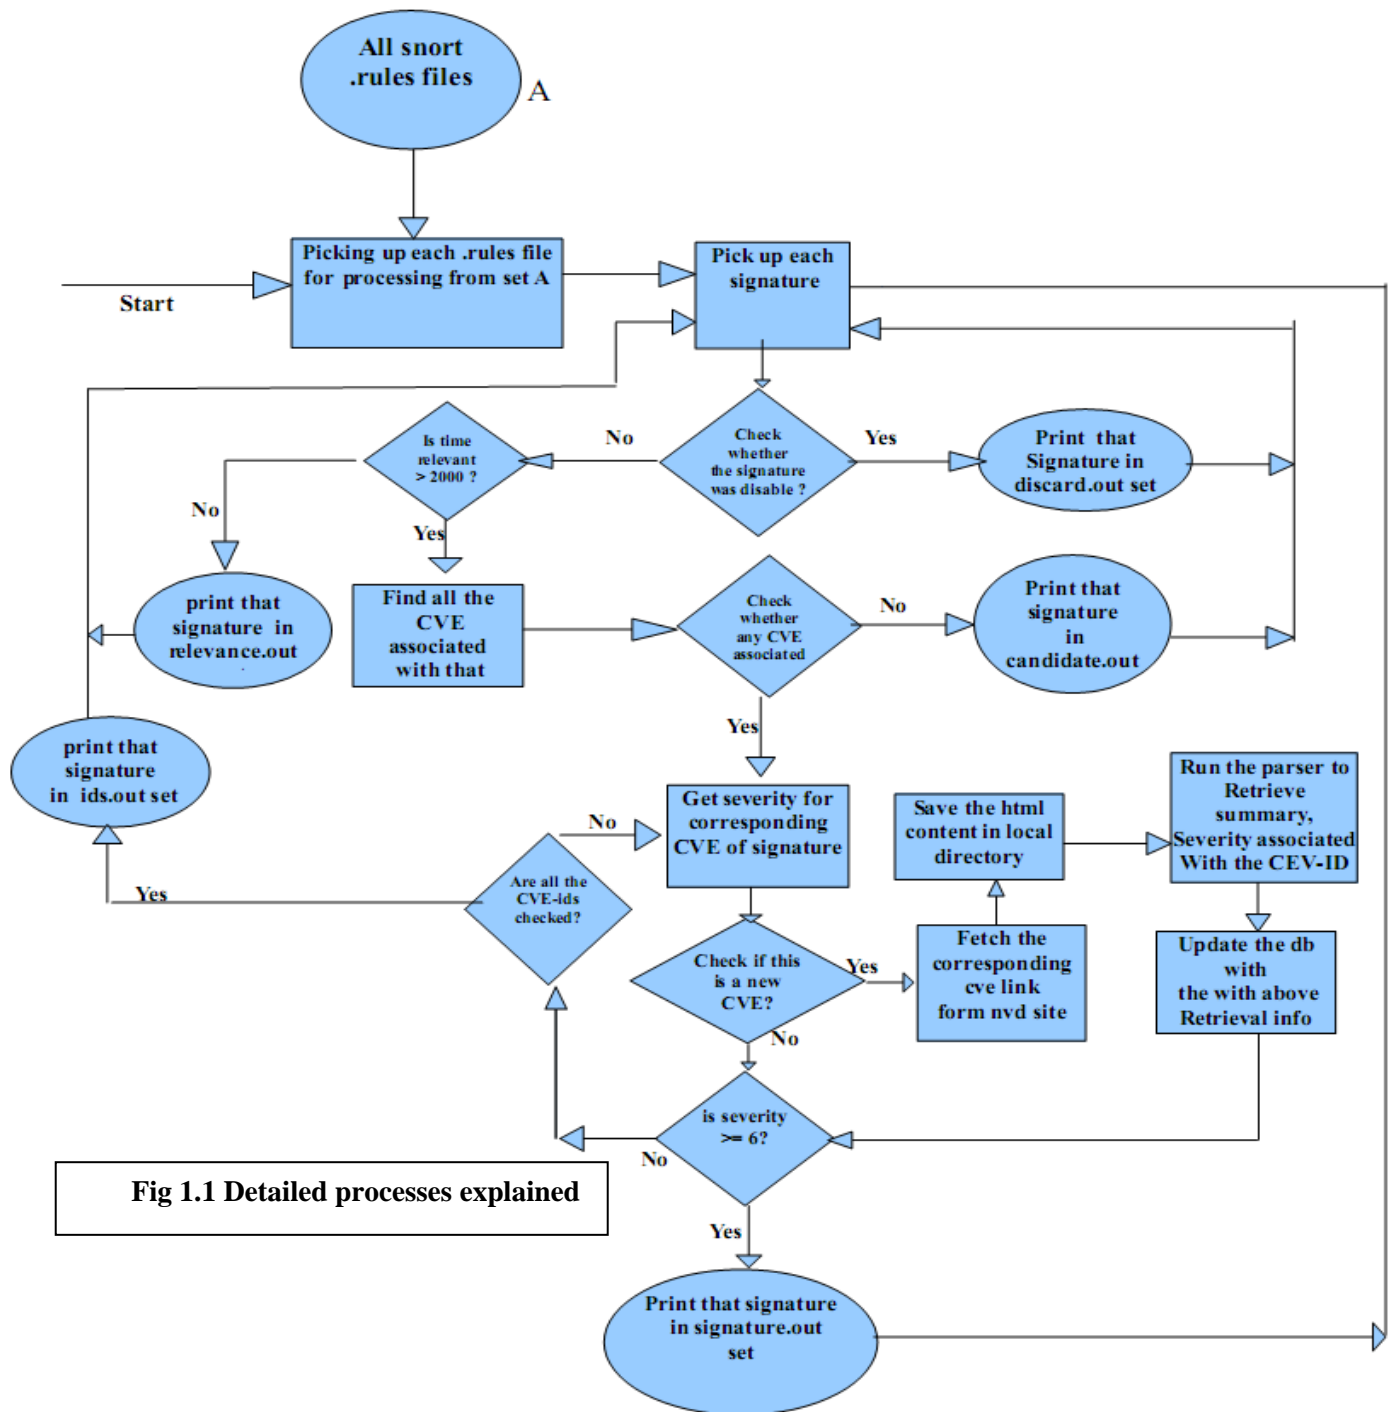 All snort
.rules files
A
Picking up each .rules file
for processing from set A
Pick up each
signature
Start
Is time
relevant
> 2000 ?
No
Check
whether
the signature
was disable ?
Yes
Print that
Signature in
discard.out set
No
Yes
print that
signature in
relevance.out
Find all the
CVE
associated
with that
Check
whether
any CVE
associated
No
Print that
signature
in
candidate.out
Yes
print that
signature
in ids.out set
Get severity for
corresponding
CVE of signature
Save the html
content in local
directory
Run the parser to
Retrieve
summary,
Severity associated
With the CEV-ID
No
Are all the
CVE-ids
checked?
Yes
Check if this
is a new
CVE?
Yes
Fetch the
corresponding
cve link
form nvd site
Update the db
with
the with above
Retrieval info
No
is severity
>= 6?
No
Fig 1.1 Detailed processes explained
Yes
Print that signature
in signature.out
set